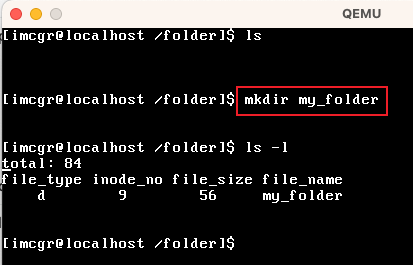 QEMU
[imcgr@localhost /folder]$ ls
[imcgr@localhost /folder]$ mkdir my_folder
[imcgr@localhost /folder]$ ls -l
total: 84
file_type inode_no file_size file_name
d 9 56 my_folder
[imcgr@localhost /folder]$